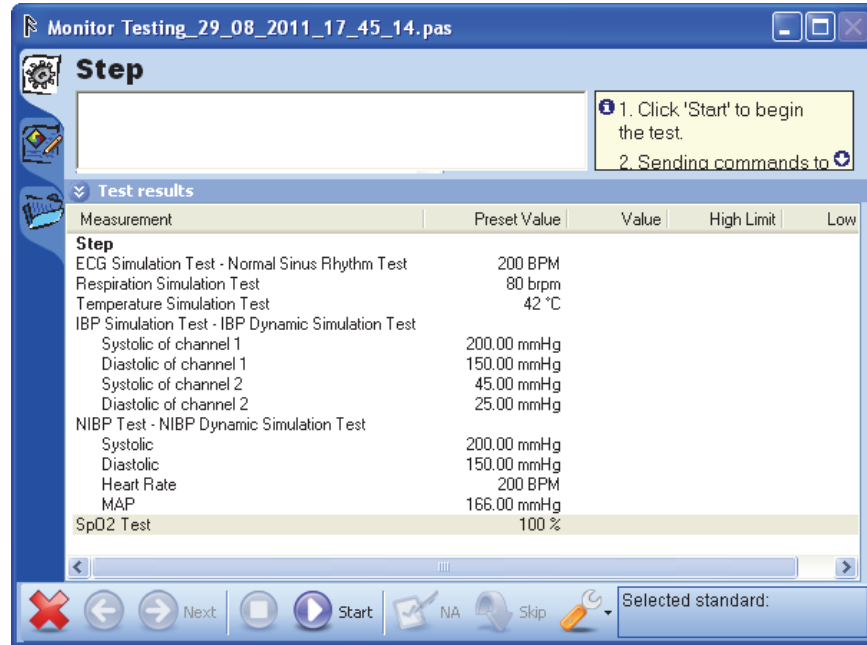 Monitor Testing_29_08_2011_17_45_14.pas
Step
1. Click 'Start' to begin
the test.
2. Sending commands to
Test results
Measurement Preset Value Value High Limit Low
Step
ECG Simulation Test - Normal Sinus Rhythm Test 200 BPM
Respiration Simulation Test 80 brpm
Temperature Simulation Test 42 °C
IBP Simulation Test - IBP Dynamic Simulation Test
Systolic of channel 1 200.00 mmHg
Diastolic of channel 1 150.00 mmHg
Systolic of channel 2 45.00 mmHg
Diastolic of channel 2 25.00 mmHg
NIBP Test - NIBP Dynamic Simulation Test
Systolic 200.00 mmHg
Diastolic 150.00 mmHg
Heart Rate 200 BPM
MAP 166.00 mmHg
SpO2 Test 100 %
Next Start NA Skip Selected standard: